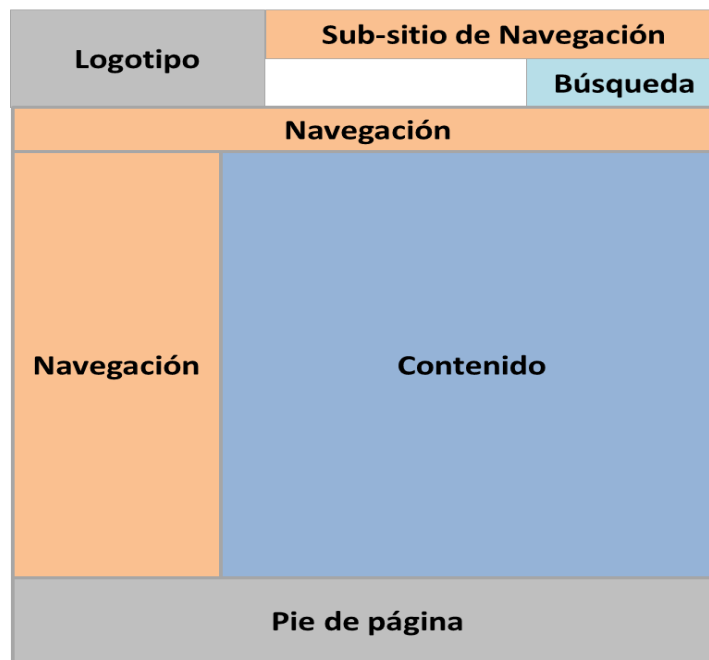 Logotipo
Sub-sitio de Navegación
Búsqueda
Navegación
Navegación
Contenido
Pie de página